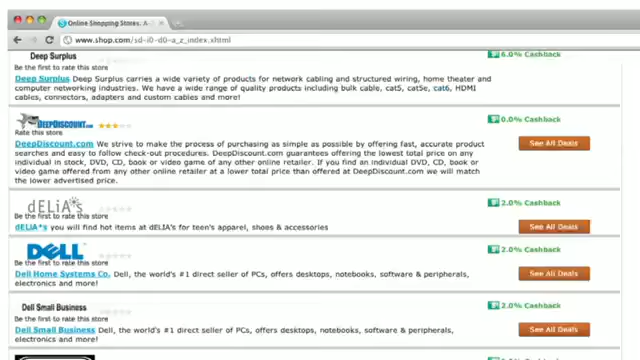 Online Shopping Stores: A-
www.shop.com/sd-i0-d0-a_z_index.shtml
Deep Surplus
6.0% Cashback
Be the first to rate this store
Deep Surplus Deep Surplus carries a wide variety of products for network cabling and structured wiring, home theater and
computer networking industries. We have a wide range of quality products including bulk cable, cat5, cat5e, cat6, HDMI
cables, connectors, adapters and custom cables and more!
DEEPDISCOUNT.COM
0.0% Cashback
Rate this store
DeepDiscount.com We strive to make the process of purchasing as simple as possible by offering fast, accurate product
See All Deals
searches and easy to follow check-out procedures. DeepDiscount.com guarantees offering the lowest total price on any
individual in stock, DVD, CD, book or video game of any other online retailer. If you find an individual DVD, CD, book or
video game offered from any other online retailer at a lower total price than offered at DeepDiscount.com we will match
the lower advertised price.
dELiA*s
2.0% Cashback
Be the first to rate this store
dELiA*s you will find hot items at dELiA*s for teen's apparel, shoes & accessories
See All Deals
DELL
2.0% Cashback
Be the first to rate this store
Dell Home Systems Co. Dell, the world's #1 direct seller of PCs, offers desktops, notebooks, software & peripherals,
See All Deals
electronics and more!
Dell Small Business
2.0% Cashback
Be the first to rate this store
Dell Small Business Dell, the world's #1 direct seller of PCs, offers desktops, notebooks, software & peripherals,
See All Deals
electronics and more!